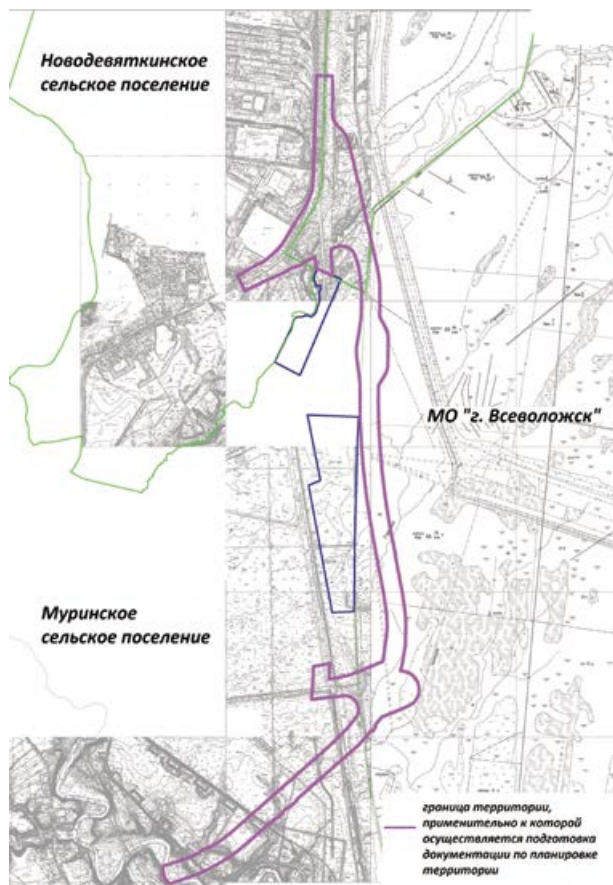 Новодевяткинское
сельское поселение
МО "г. Всеволожск"
Муринское
сельское поселение
граница территории,
применительно к которой
осуществляется подготовка
документации по планировке
территории